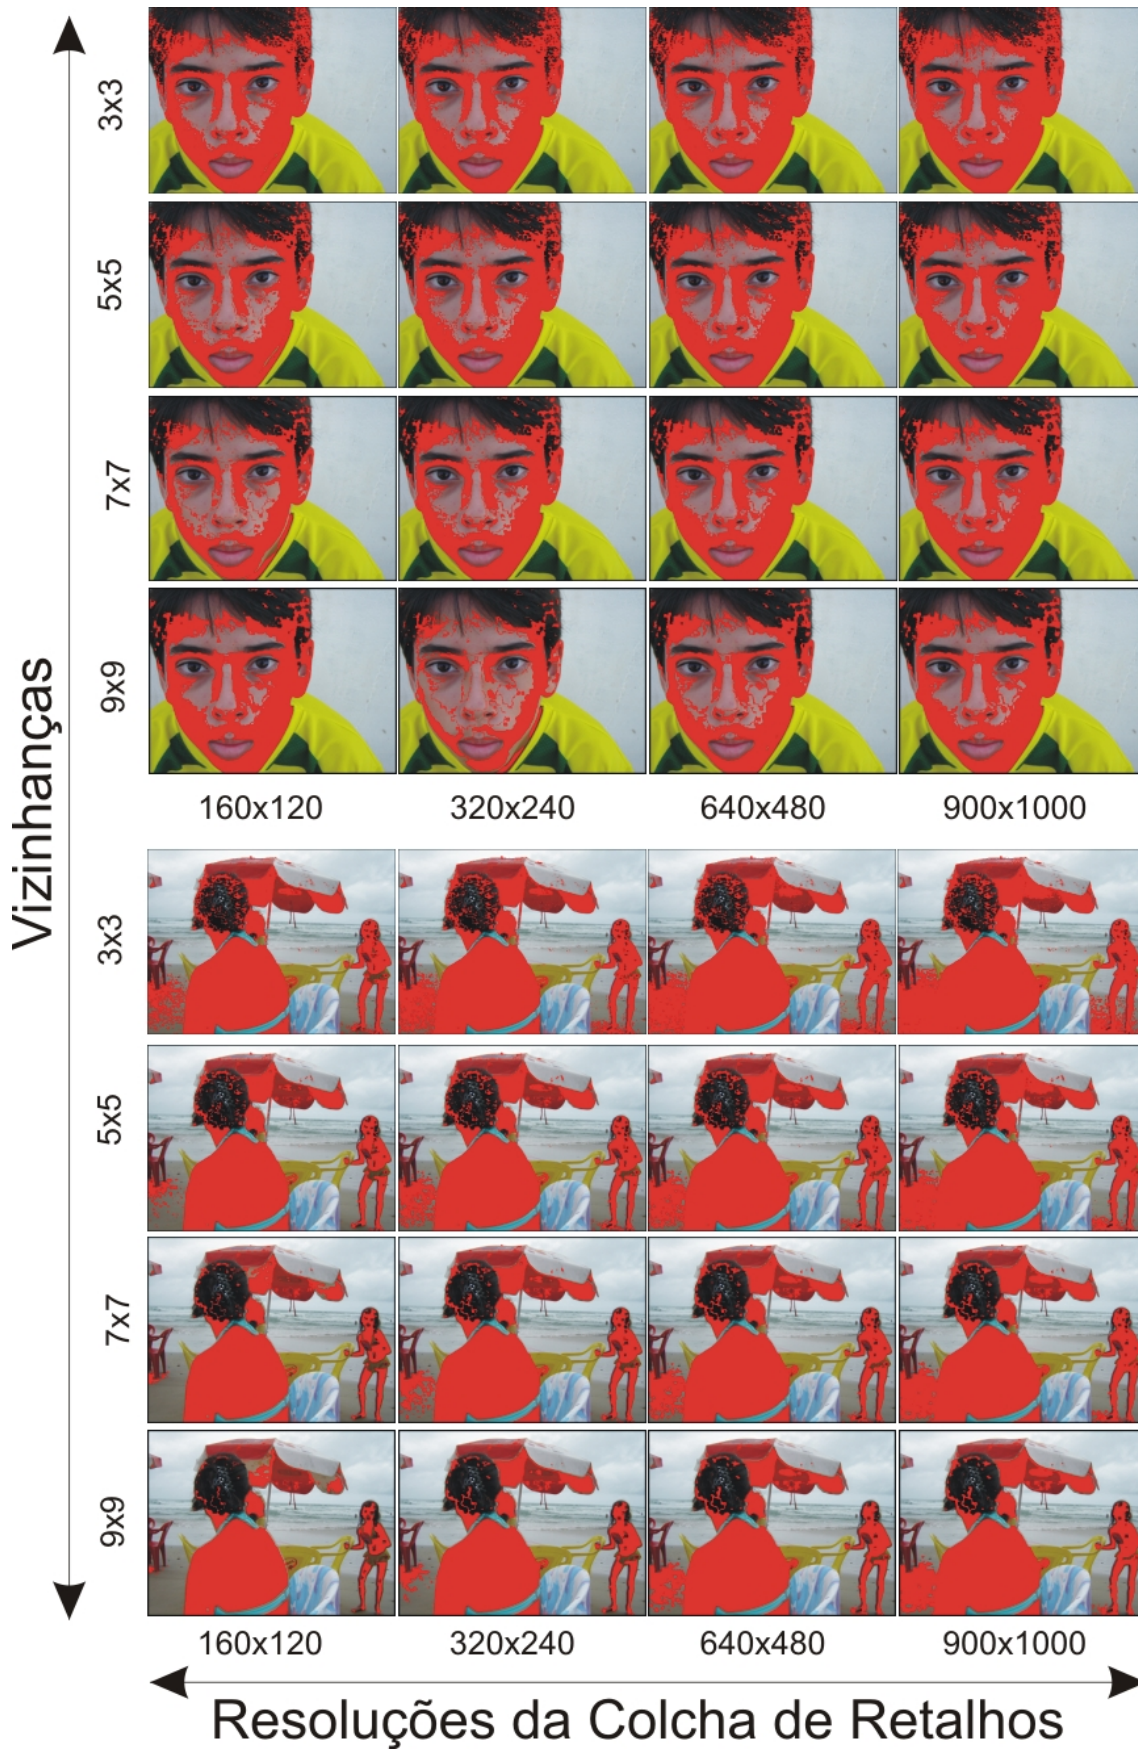 3x3
5x5
7x7
9x9
160x120 320x240 640x480 900x1000
Vizinhanças
3x3
5x5
7x7
9x9
160x120 320x240 640x480 900x1000
Resoluções da Colcha de Retalhos